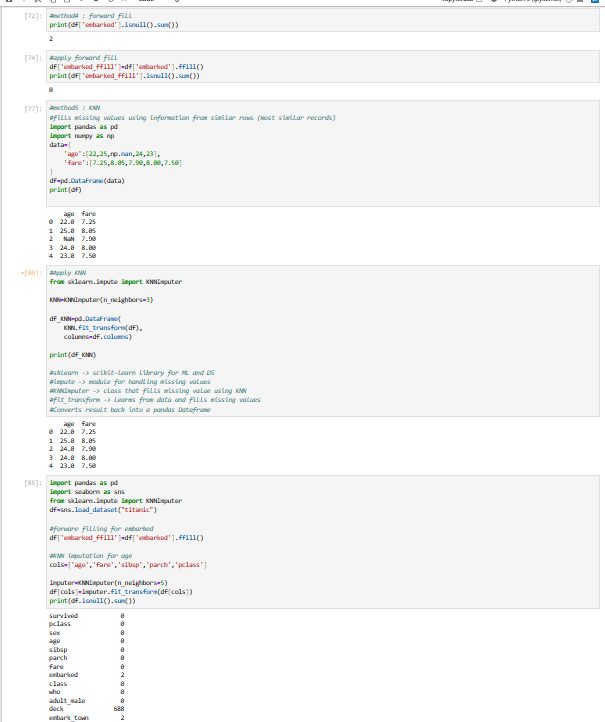 [72]:
#method4 : forward fill
print(df['embarked'].isnull().sum())
2
[74]:
#apply forward fill
df['embarked_ffill']=df['embarked'].ffill()
print(df['embarked_ffill'].isnull().sum())
0
[77]:
#method5 : KNN
#fills missing values using information from similar rows (most similar records)
import pandas as pd
import numpy as np
data={
'age':[22,25,np.nan,24,23],
'fare':[7.25,8.05,7.90,8.00,7.50]
}
df=pd.DataFrame(data)
print(df)
age fare
0 22.0 7.25
1 25.0 8.05
2 NaN 7.90
3 24.0 8.00
4 23.0 7.50
#Apply KNN
from sklearn.impute import KNNImputer
KNN=KNNImputer(n_neighbors=3)
df_KNN=pd.DataFrame(
KNN.fit_transform(df),
columns=df.columns)
print(df_KNN)
#sklearn -> scikit-learn library for ML and DS
#impute -> module for handling missing values
#KNNImputer -> class that fills missing value using KNN
#fit_transform -> Learns from data and fills missing values
#Converts result back into a pandas Dataframe
age fare
0 22.0 7.25
1 25.0 8.05
2 24.0 7.90
3 24.0 8.00
4 23.0 7.50
[85]:
import pandas as pd
import seaborn as sns
from sklearn.impute import KNNImputer
df=sns.load_dataset("titanic")
#forware filling for embarked
df['embarked_ffill']=df['embarked'].ffill()
#KNN imputation for age
cols=['age','fare','sibsp','parch','pclass']
imputer=KNNImputer(n_neighbors=5)
df[cols]=imputer.fit_transform(df[cols])
print(df.isnull().sum())
survived 0
pclass 0
sex 0
age 0
sibsp 0
parch 0
fare 0
embarked 2
class 0
who 0
adult_male 0
deck 688
embark_town 2